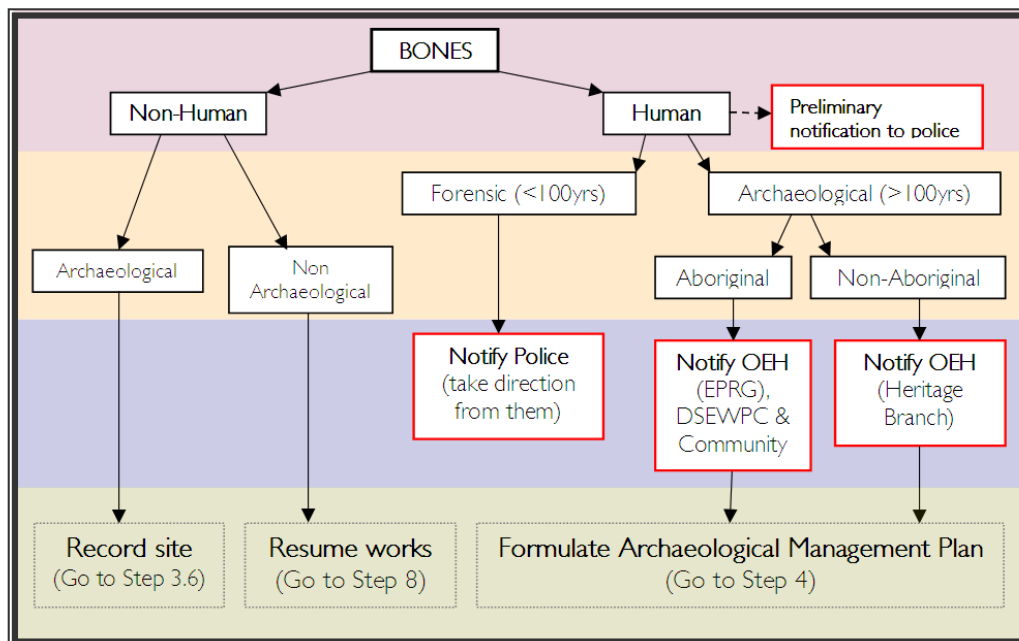 BONES
Non-Human
Human
Preliminary
notification to police
Forensic (<100yrs)
Archaeological (>100yrs)
Archaeological
Non
Archaeological
Aboriginal
Non-Aboriginal
Notify Police
(take direction
from them)
Notify OEH
(EPRG),
DSEWPC &
Community
Notify OEH
(Heritage
Branch)
Record site
(Go to Step 3.6)
Resume works
(Go to Step 8)
Formulate Archaeological Management Plan
(Go to Step 4)